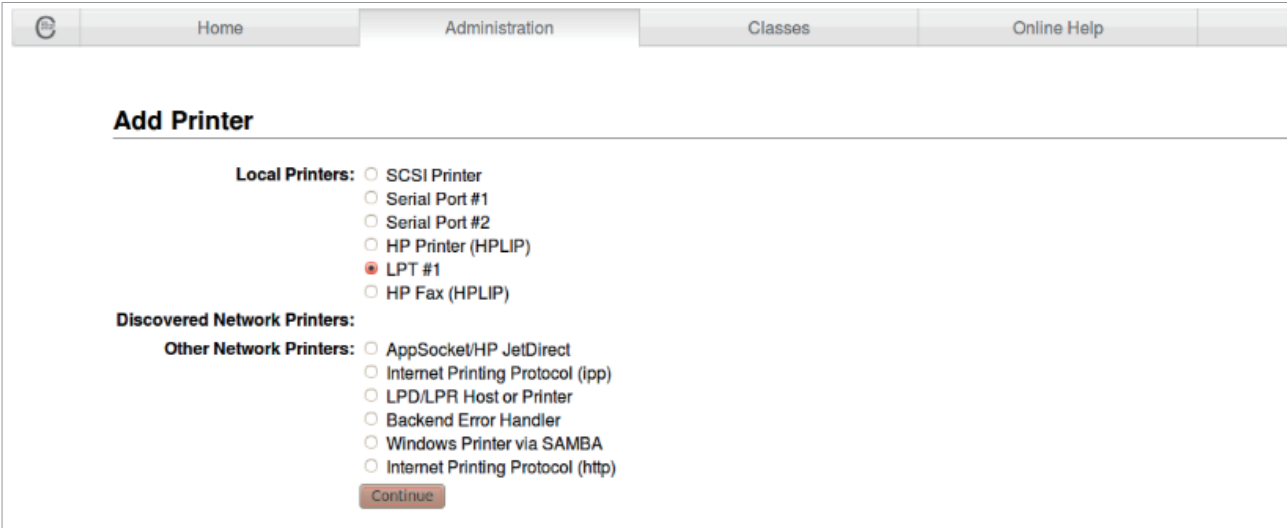 Home Administration Classes Online Help
Add Printer
Local Printers: SCSI Printer
Serial Port #1
Serial Port #2
HP Printer (HPLIP)
LPT #1
HP Fax (HPLIP)
Discovered Network Printers:
Other Network Printers: AppSocket/HP JetDirect
Internet Printing Protocol (ipp)
LPD/LPR Host or Printer
Backend Error Handler
Windows Printer via SAMBA
Internet Printing Protocol (http)
Continue